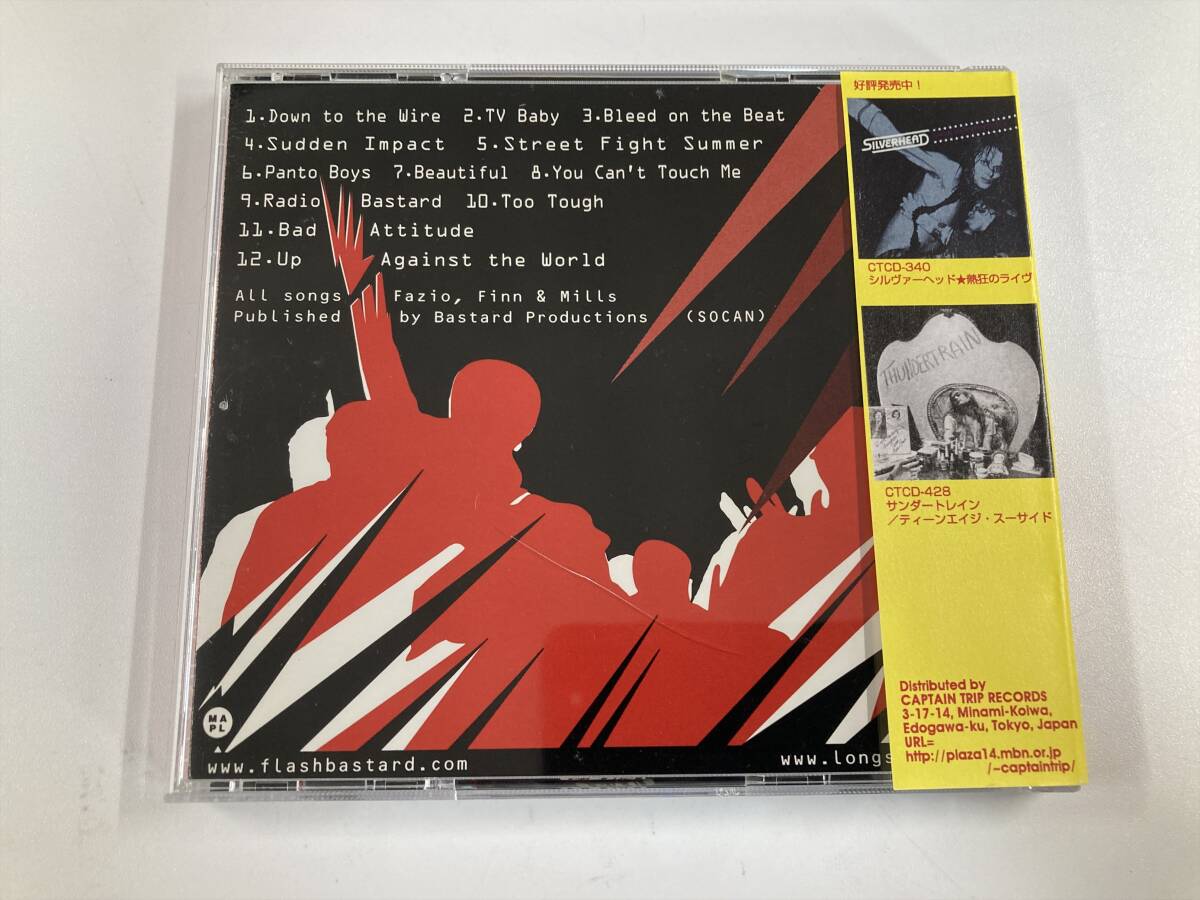 1.Down to the Wire 2.TV Baby 3.Bleed on the Beat
4.Sudden Impact 5.Street Fight Summer
6.Panto Boys 7.Beautiful 8.You Can't Touch Me
9.Radio Bastard 10.Too Tough
11.Bad Attitude
12.Up Against the World
All songs Fazio, Finn & Mills
Published by Bastard Productions (SOCAN)
MA
PL
www.flashbastard.com
www.longs
好評発売中!
SILVERHEAD
CTCD-340
シルヴァーヘッド★熱狂のライヴ
THUNDERTRAIN
CTCD-428
サンダートレイン
/ティーンエイジ・スーサイド
Distributed by
CAPTAIN TRIP RECORDS
3-17-14, Minami-Koiwa,
Edogawa-ku, Tokyo, Japan
URL=
http://plaza14.mbn.or.jp
/~captaintrip/